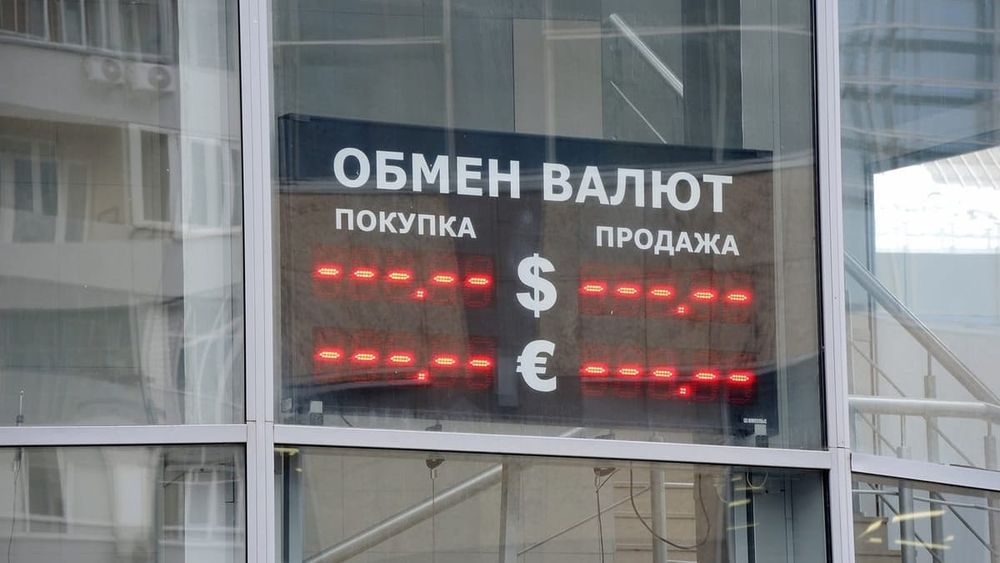 ОБМЕН ВАЛЮТ
ПОКУПКА ПРОДАЖА
---.-- $ ---.--
---.-- € ---.--